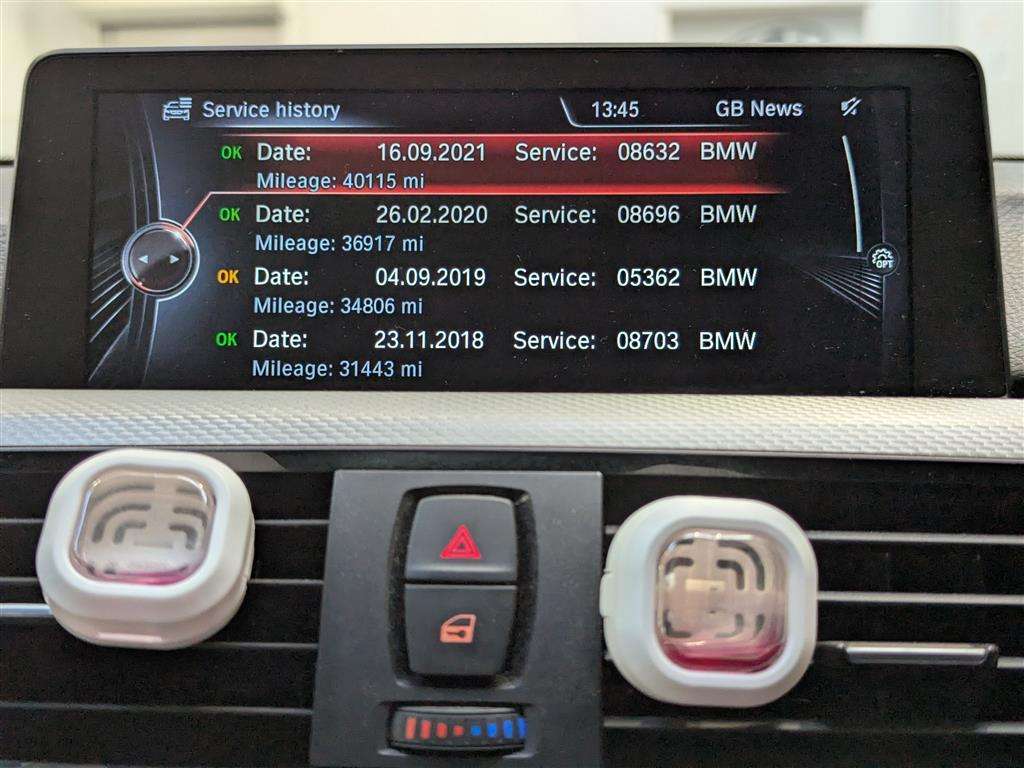 Service history 13:45 GB News
OK Date: 16.09.2021 Service: 08632 BMW
Mileage: 40115 mi
OK Date: 26.02.2020 Service: 08696 BMW
Mileage: 36917 mi
OK Date: 04.09.2019 Service: 05362 BMW
Mileage: 34806 mi
OPT
OK Date: 23.11.2018 Service: 08703 BMW
Mileage: 31443 mi